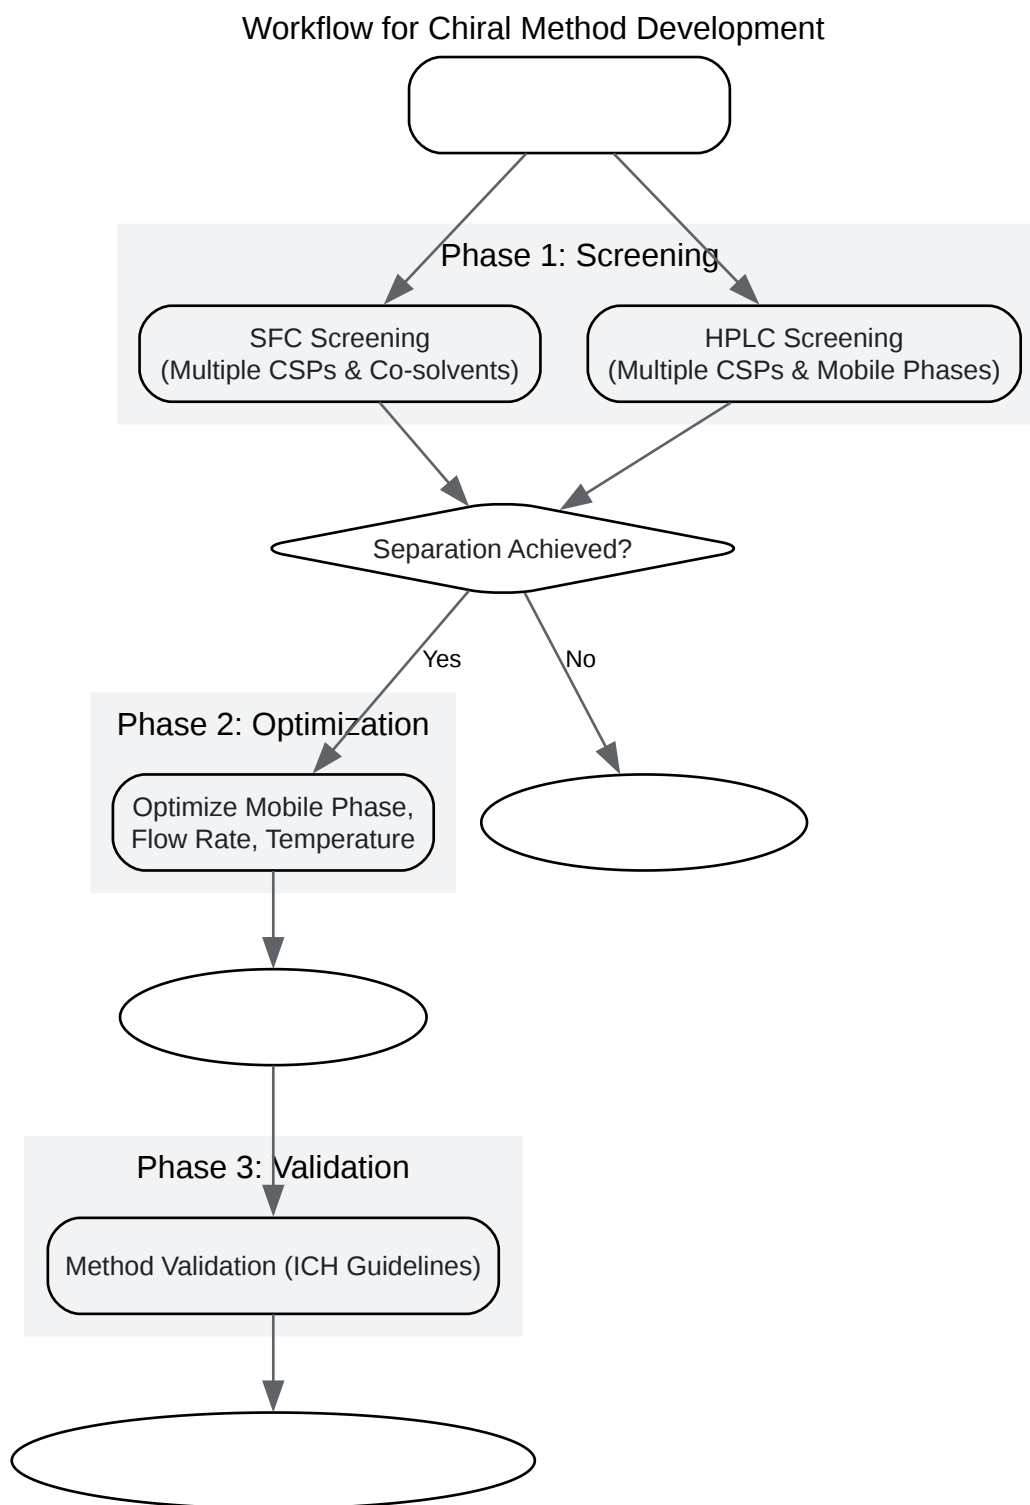 Workflow for Chiral Method Development
Phase 1: Screening
SFC Screening
(Multiple CSPs & Co-solvents)
HPLC Screening
(Multiple CSPs & Mobile Phases)
Separation Achieved?
Yes
No
Phase 2: Optimization
Optimize Mobile Phase,
Flow Rate, Temperature
Phase 3: Validation
Method Validation (ICH Guidelines)